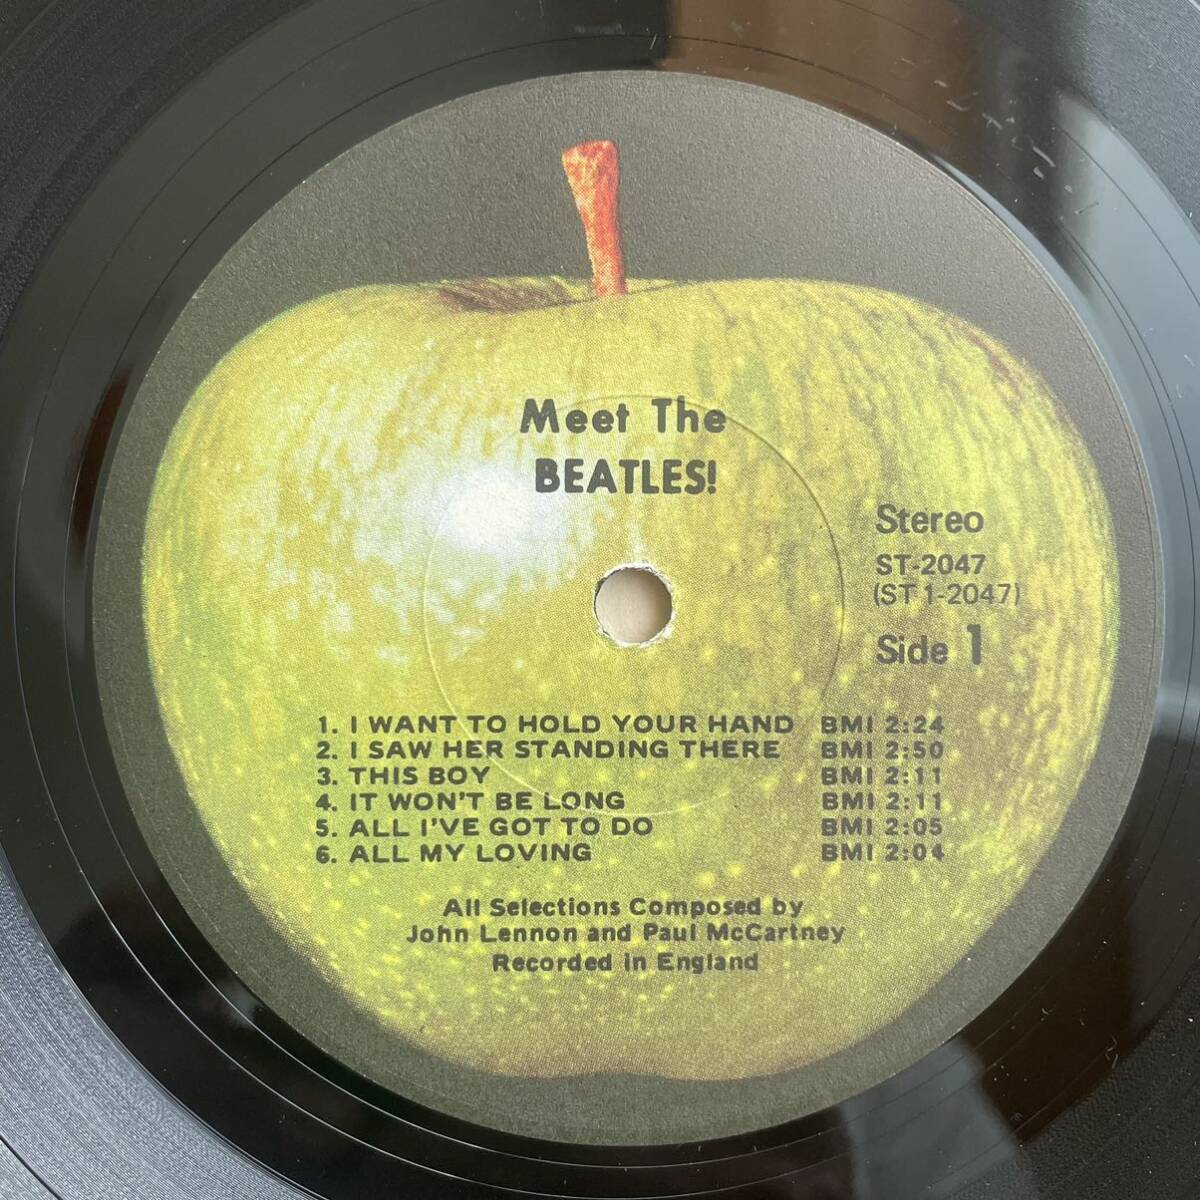 Meet The
BEATLES!
Stereo
ST-2047
(ST 1-2047)
Side 1
1. I WANT TO HOLD YOUR HAND BMI 2:24
2. I SAW HER STANDING THERE BMI 2:50
3. THIS BOY BMI 2:11
4. IT WON'T BE LONG BMI 2:11
5. ALL I'VE GOT TO DO BMI 2:05
6. ALL MY LOVING BMI 2:04
All Selections Composed by
John Lennon and Paul McCartney
Recorded in England